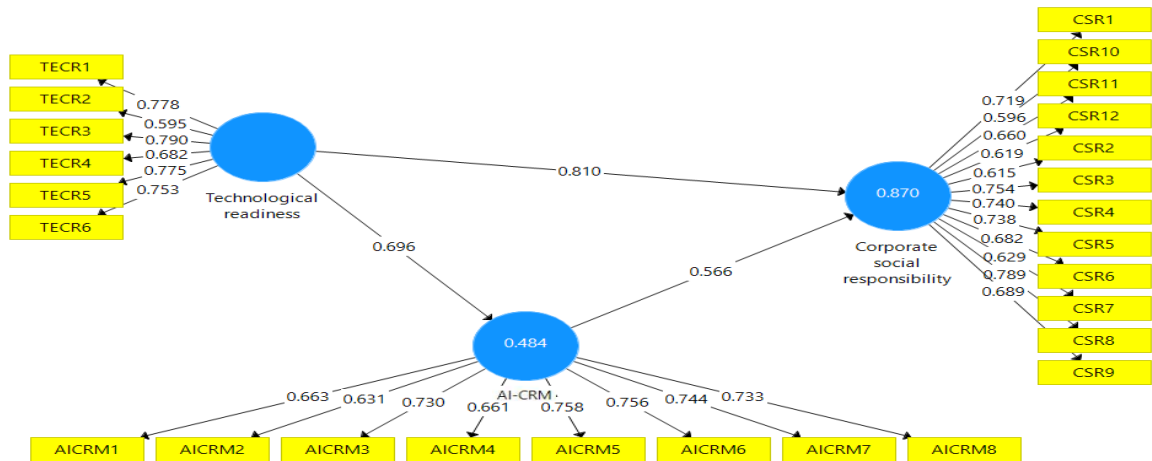 TECR1
TECR2
TECR3
TECR4
TECR5
TECR6
0.778
0.595
0.790
0.682
0.775
0.753
Technological
readiness
0.810
0.696
0.566
0.870
Corporate
social
responsibility
0.719
0.596
0.660
0.619
0.615
0.754
0.740
0.738
0.682
0.629
0.789
0.689
CSR1
CSR10
CSR11
CSR12
CSR2
CSR3
CSR4
CSR5
CSR6
CSR7
CSR8
CSR9
0.484
AI-CRM
0.663
0.631
0.730
0.661
0.758
0.756
0.744
0.733
AICRM1
AICRM2
AICRM3
AICRM4
AICRM5
AICRM6
AICRM7
AICRM8